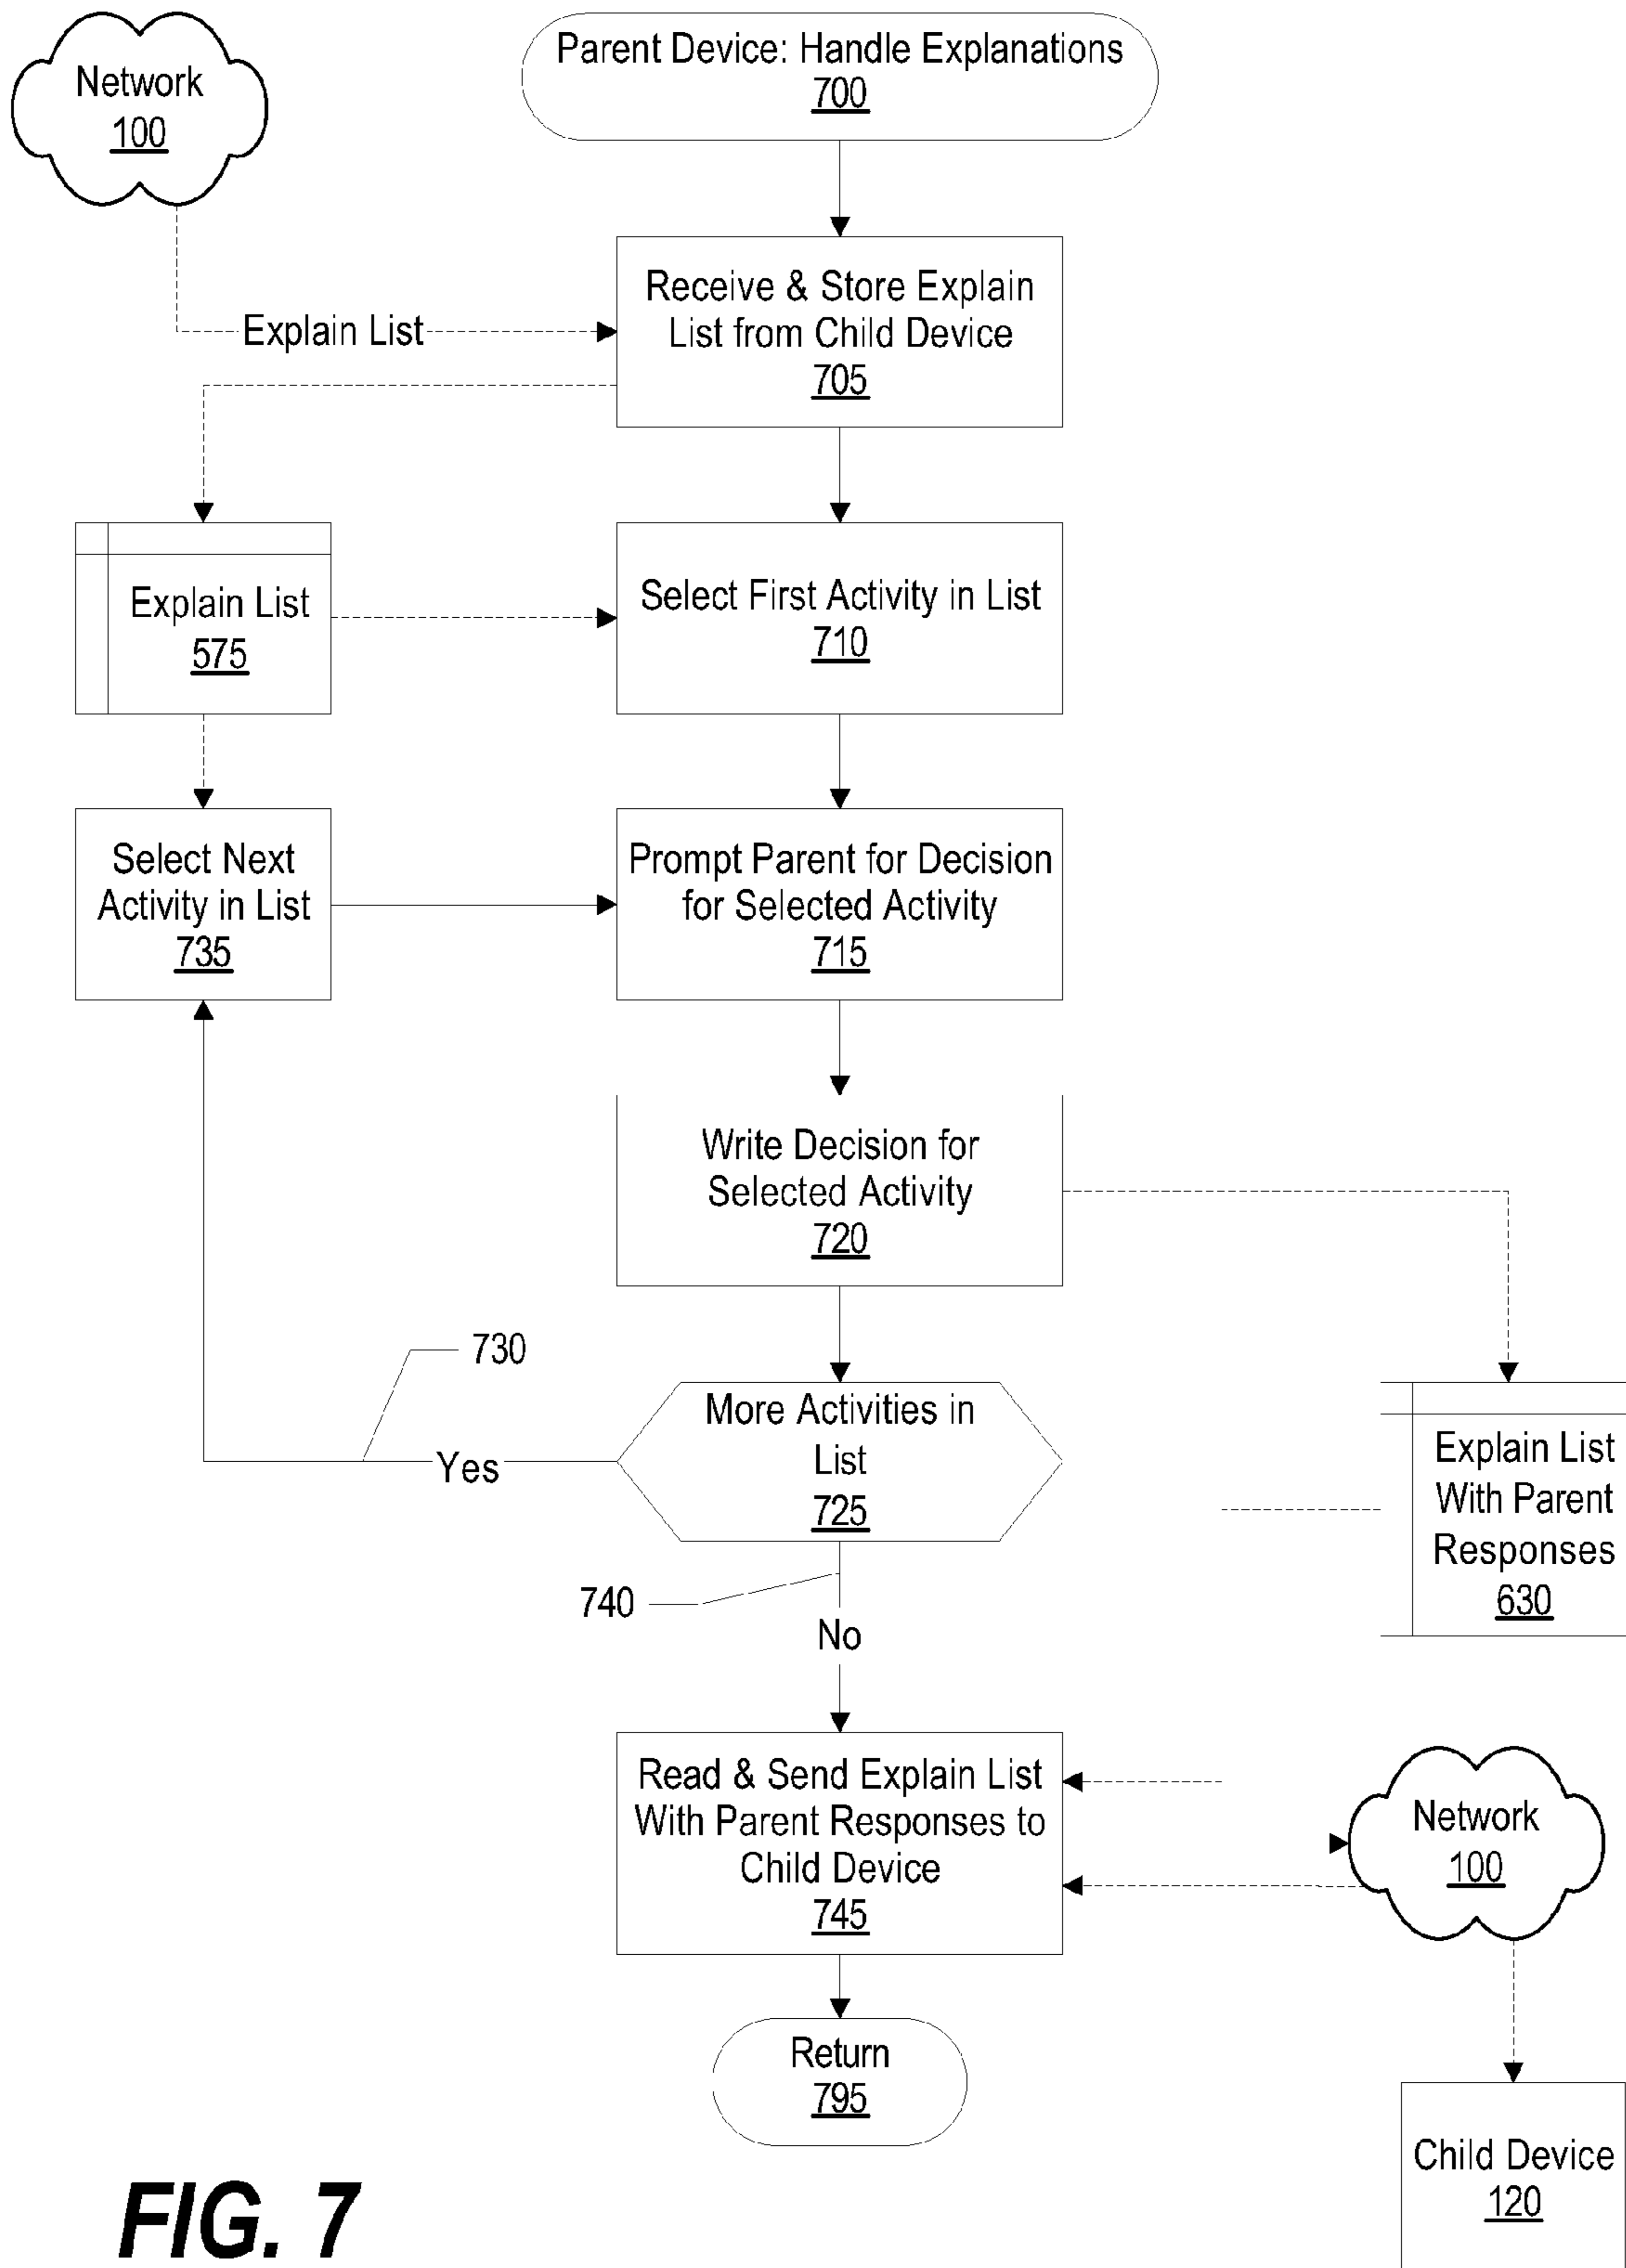 Parent Device: Handle Explanations
700
Network
100
Receive & Store Explain
List from Child Device
705
Explain List
Explain List
575
Select First Activity in List
710
Select Next
Activity in List
735
Prompt Parent for Decision
for Selected Activity
715
Write Decision for
Selected Activity
720
730
More Activities in
List
725
Yes
Explain List
With Parent
Responses
630
740
No
Read & Send Explain List
With Parent Responses to
Child Device
745
Network
100
Return
795
Child Device
120
FIG. 7